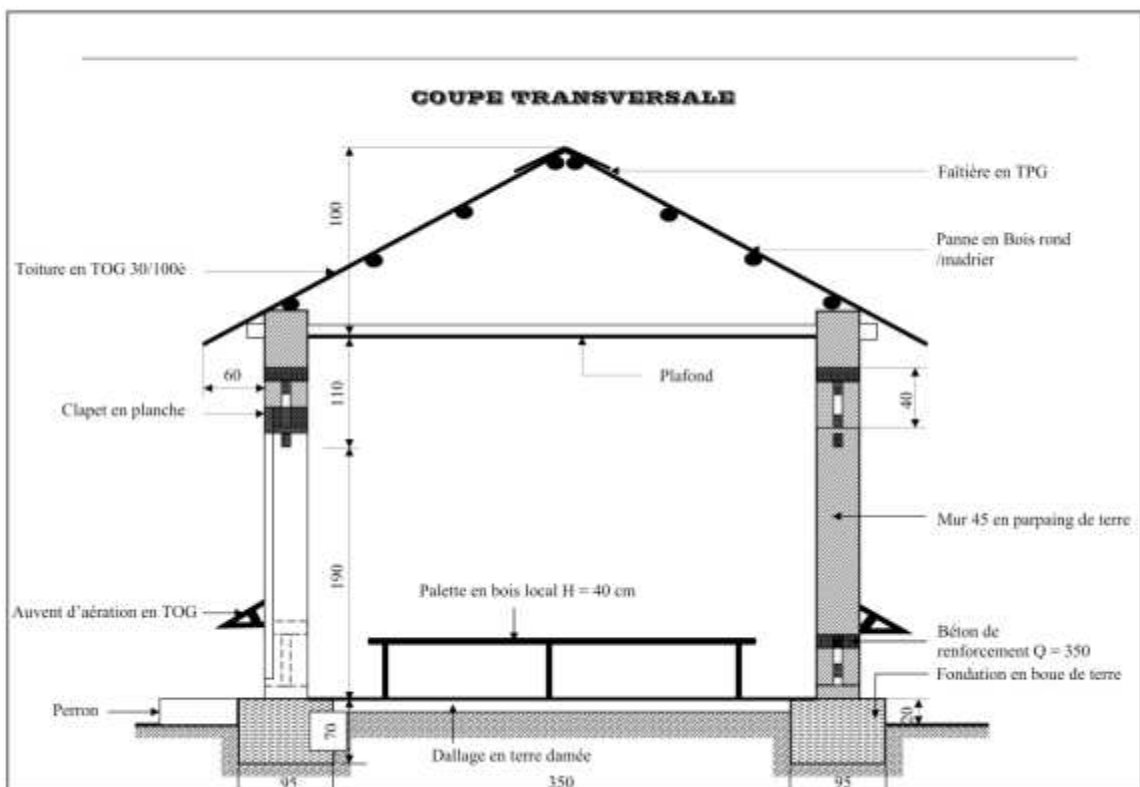 COUPE TRANSVERSALE
Faîtière en TPG
100
Panne en Bois rond
/madrier
Toiture en TOG 30/100è
60
Plafond
110
40
Clapet en planche
Mur 45 en parpaing de terre
190
Palette en bois local H = 40 cm
Auvent d’aération en TOG
Béton de
renforcement Q = 350
Fondation en boue de terre
Perron
70
20
Dallage en terre damée
95
350
95